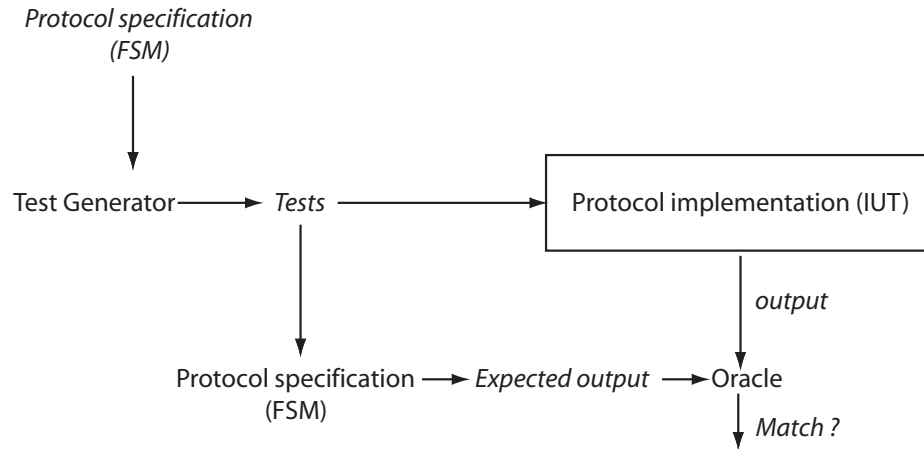 Protocol specification
(FSM)
Test Generator
Tests
Protocol implementation (IUT)
output
Protocol specification
(FSM)
Expected output
Oracle
Match ?